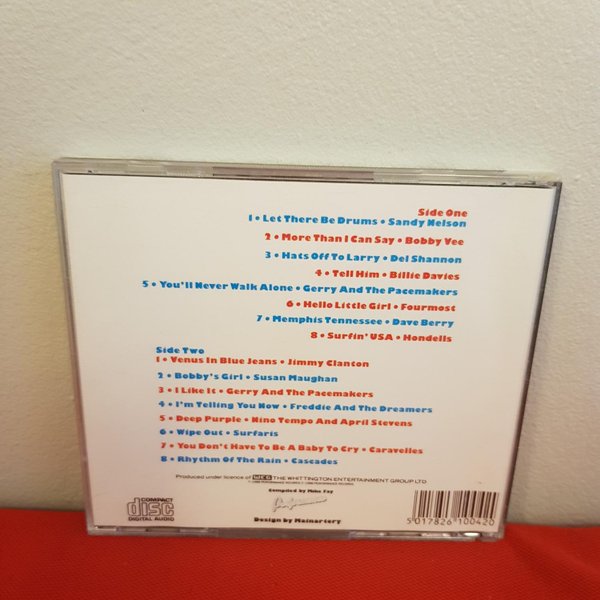 Side One
1 • Let There Be Drums • Sandy Nelson
2 • More Than I Can Say • Bobby Vee
3 • Hats Off To Larry • Del Shannon
4 • Tell Him • Billie Davies
5 • You'll Never Walk Alone • Gerry And The Pacemakers
6 • Hello Little Girl • Fourmost
7 • Memphis Tennessee • Dave Berry
8 • Surfin' USA • Hondells
Side Two
1 • Venus In Blue Jeans • Jimmy Clanton
2 • Bobby's Girl • Susan Maughan
3 • I Like It • Gerry And The Pacemakers
4 • I'm Telling You Now • Freddie And The Dreamers
5 • Deep Purple • Nino Tempo And April Stevens
6 • Wipe Out • Surfaris
7 • You Don't Have To Be A Baby To Cry • Caravelles
8 • Rhythm Of The Rain • Cascades
Produced under licence of WEG THE WHITTINGTON ENTERTAINMENT GROUP LTD
Compiled by Mike Fay
Design by Mainartery
COMPACT
disc
DIGITAL AUDIO
5 017826 100420